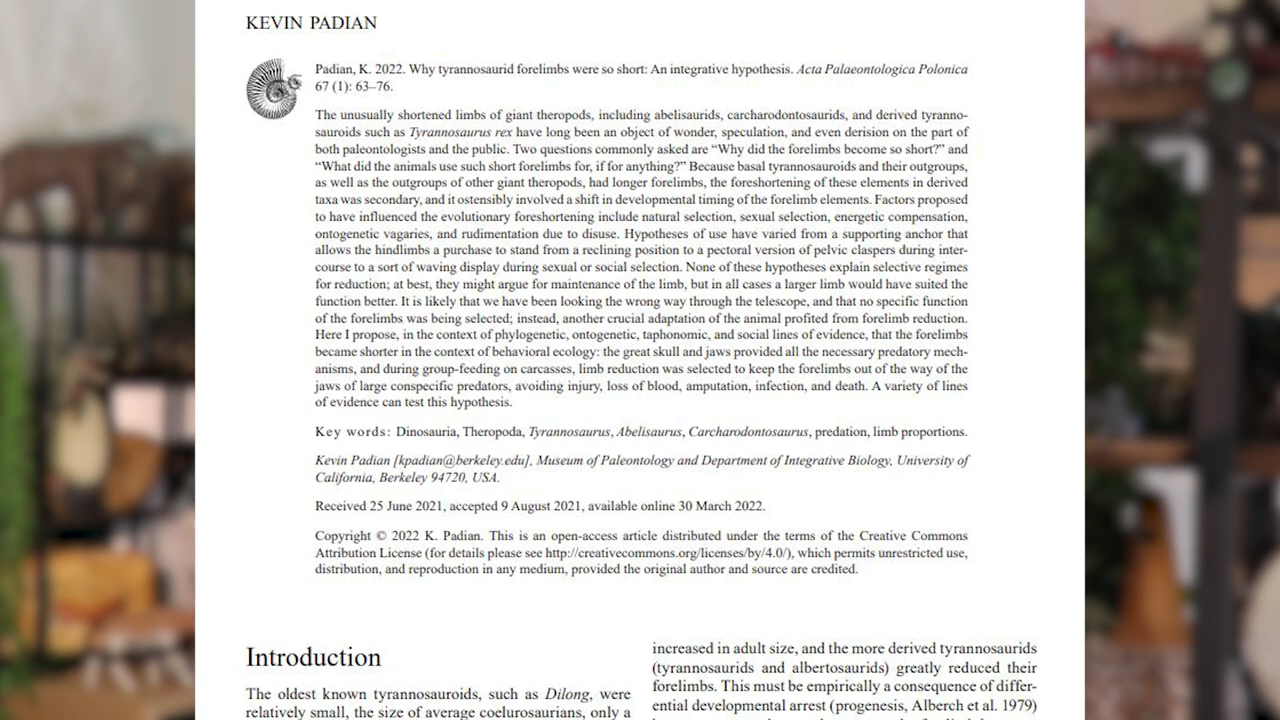 KEVIN PADIAN
Padian, K. 2022. Why tyrannosaurid forelimbs were so short: An integrative hypothesis. Acta Palaeontologica Polonica
67 (1): 63–76.
The unusually shortened limbs of giant theropods, including abelisaurids, carcharodontosaurids, and derived tyranno-
sauroids such as Tyrannosaurus rex have long been an object of wonder, speculation, and even derision on the part of
both paleontologists and the public. Two questions commonly asked are “Why did the forelimbs become so short?” and
“What did the animals use such short forelimbs for, if for anything?” Because basal tyrannosauroids and their outgroups,
as well as the outgroups of other giant theropods, had longer forelimbs, the foreshortening of these elements in derived
taxa was secondary, and it ostensibly involved a shift in developmental timing of the forelimb elements. Factors proposed
to have influenced the evolutionary foreshortening include natural selection, sexual selection, energetic compensation,
ontogenetic vagaries, and rudimentation due to disuse. Hypotheses of use have varied from a supporting anchor that
allows the hindlimbs a purchase to stand from a reclining position to a pectoral version of pelvic claspers during inter-
course to a sort of waving display during sexual or social selection. None of these hypotheses explain selective regimes
for reduction; at best, they might argue for maintenance of the limb, but in all cases a larger limb would have suited the
function better. It is likely that we have been looking the wrong way through the telescope, and that no specific function
of the forelimbs was being selected; instead, another crucial adaptation of the animal profited from forelimb reduction.
Here I propose, in the context of phylogenetic, ontogenetic, taphonomic, and social lines of evidence, that the forelimbs
became shorter in the context of behavioral ecology: the great skull and jaws provided all the necessary predatory mech-
anisms, and during group-feeding on carcasses, limb reduction was selected to keep the forelimbs out of the way of the
jaws of large conspecific predators, avoiding injury, loss of blood, amputation, infection, and death. A variety of lines
of evidence can test this hypothesis.
Key words: Dinosauria, Theropoda, Tyrannosaurus, Abelisaurus, Carcharodontosaurus, predation, limb proportions.
Kevin Padian [kpadian@berkeley.edu], Museum of Paleontology and Department of Integrative Biology, University of
California, Berkeley 94720, USA.
Received 25 June 2021, accepted 9 August 2021, available online 30 March 2022.
Copyright © 2022 K. Padian. This is an open-access article distributed under the terms of the Creative Commons
Attribution License (for details please see http://creativecommons.org/licenses/by/4.0/), which permits unrestricted use,
distribution, and reproduction in any medium, provided the original author and source are credited.
Introduction
The oldest known tyrannosauroids, such as Dilong, were
relatively small, the size of average coelurosaurians, only a
increased in adult size, and the more derived tyrannosaurids
(tyrannosaurids and albertosaurids) greatly reduced their
forelimbs. This must be empirically a consequence of differ-
ential developmental arrest (progenesis, Alberch et al. 1979)